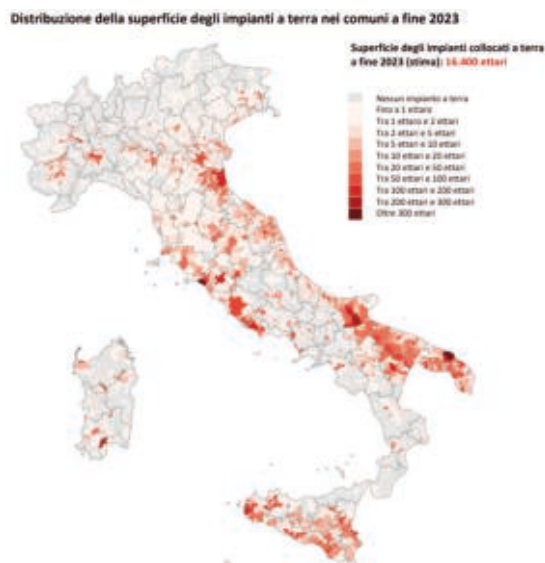 Distribuzione della superficie degli impianti a terra nei comuni a fine 2023
Superficie degli impianti collocati a terra
a fine 2023 (stima): 16.400 ettari
Nessun impianto a terra
Fino a 1 ettaro
Tra 1 ettaro e 2 ettari
Tra 2 ettari e 5 ettari
Tra 5 ettari e 10 ettari
Tra 10 ettari e 20 ettari
Tra 20 ettari e 50 ettari
Tra 50 ettari e 100 ettari
Tra 100 ettari e 200 ettari
Tra 200 ettari e 300 ettari
Oltre 300 ettari